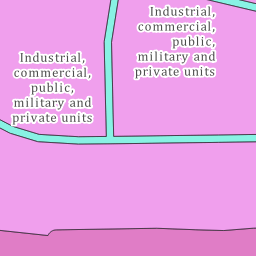 Industrial,
commercial,
public,
military and
private units
Industrial,
commercial,
public,
military and
private units